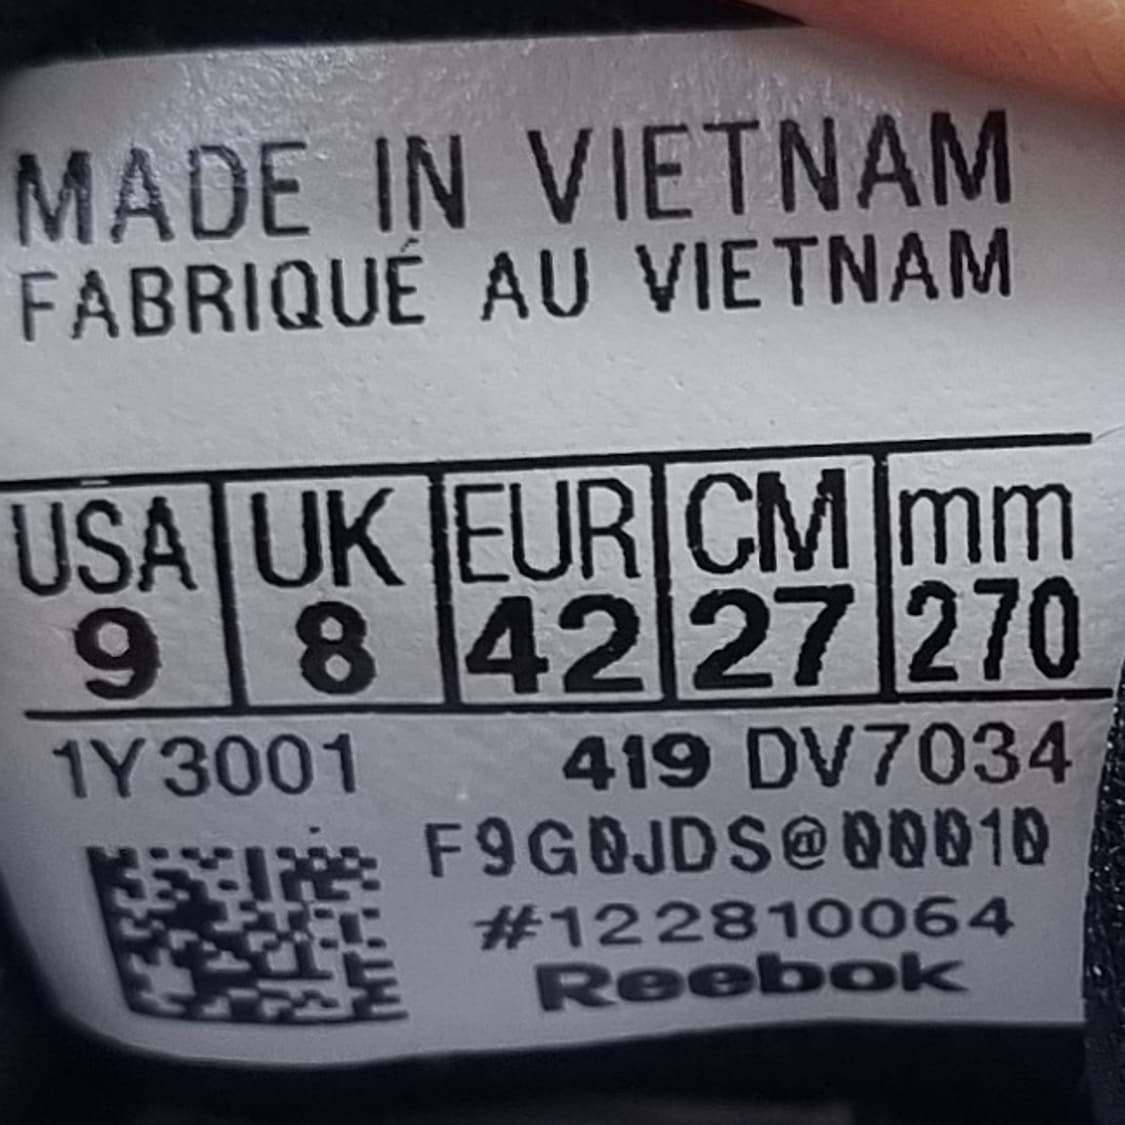 MADE IN VIETNAM
FABRIQUÉ AU VIETNAM
USA UK EUR CM mm
9 8 42 27 270
1Y3001 419 DV7034
F9G0JDS@00010
#122810064
Reebok